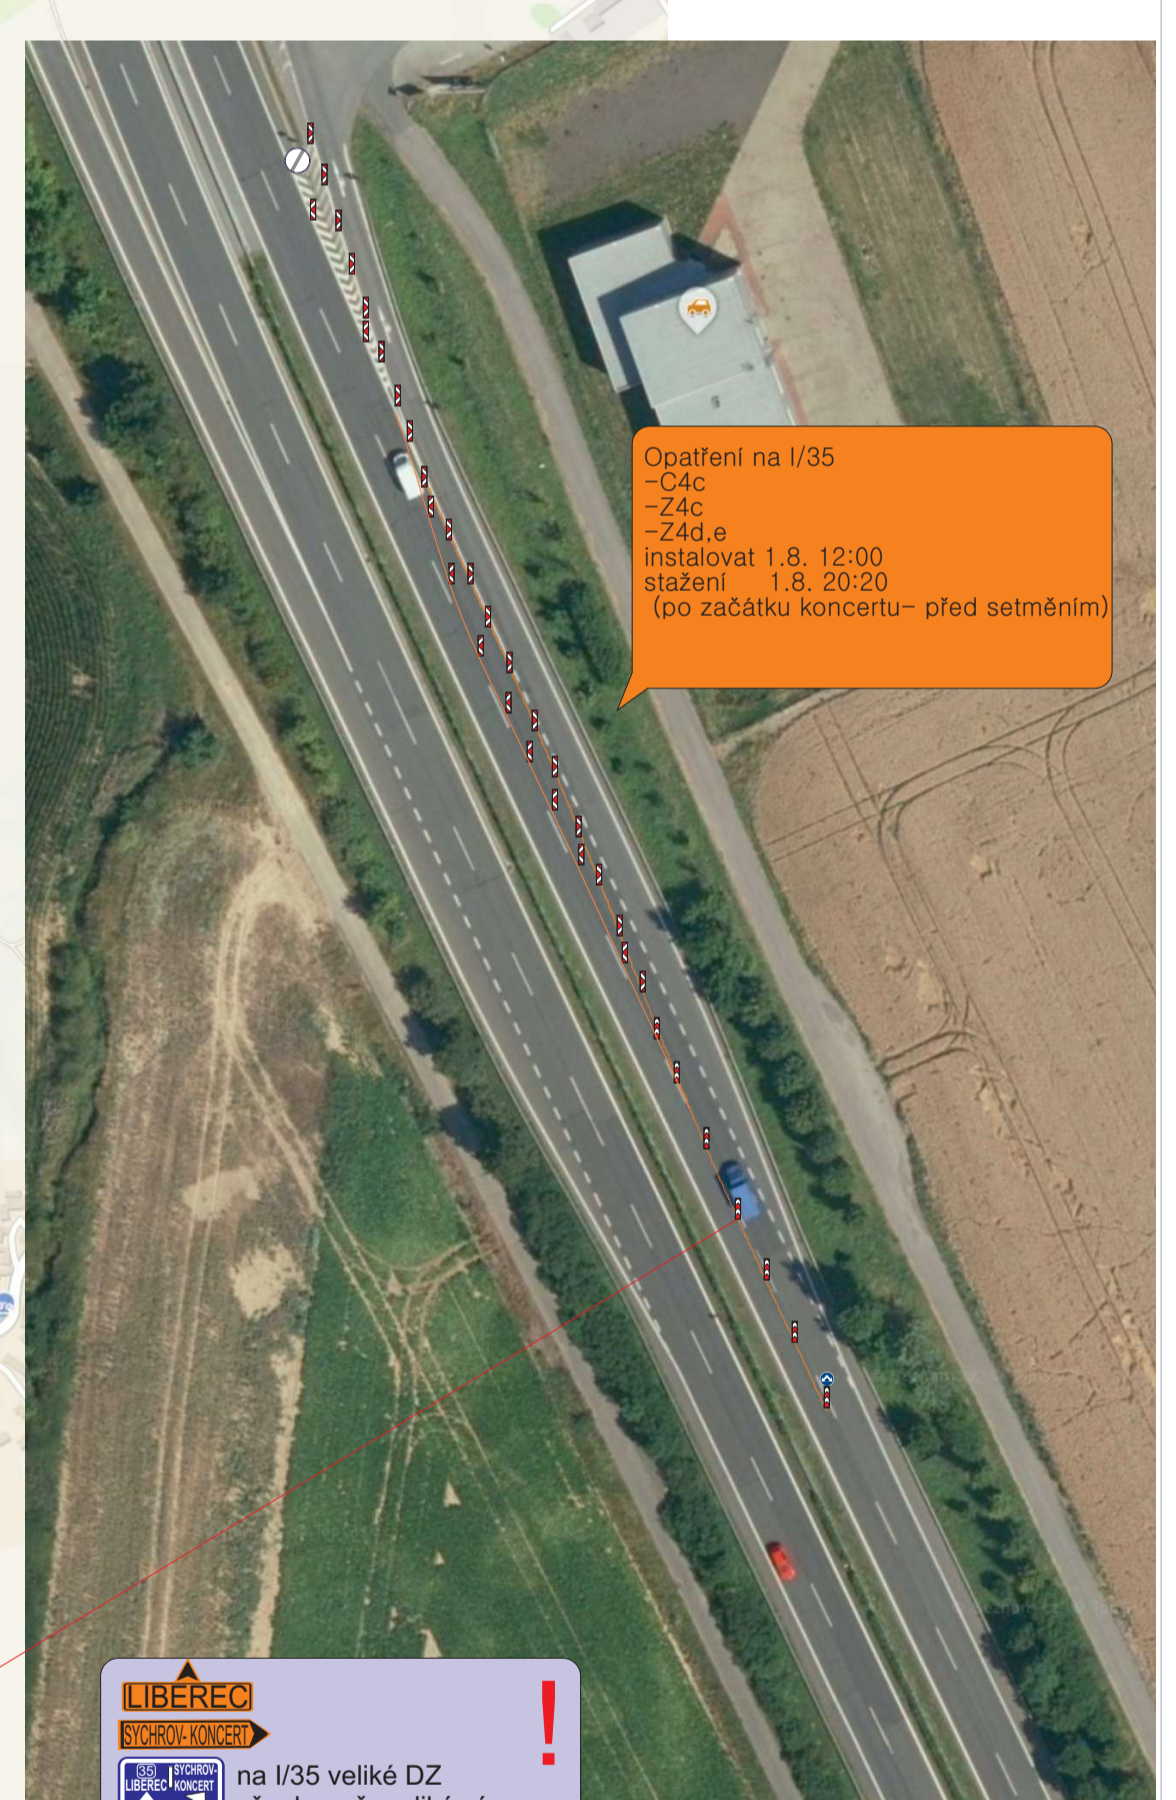 Opatření na I/35
-C4c
-Z4c
-Z4d,e
instalovat 1.8. 12:00
stažení 1.8. 20:20
(po začátku koncertu- před setměním)
LIBEREC
!
SYCHROV-KONCERT
35
LIBEREC
SYCHROV-
KONCERT
na I/35 veliké DZ